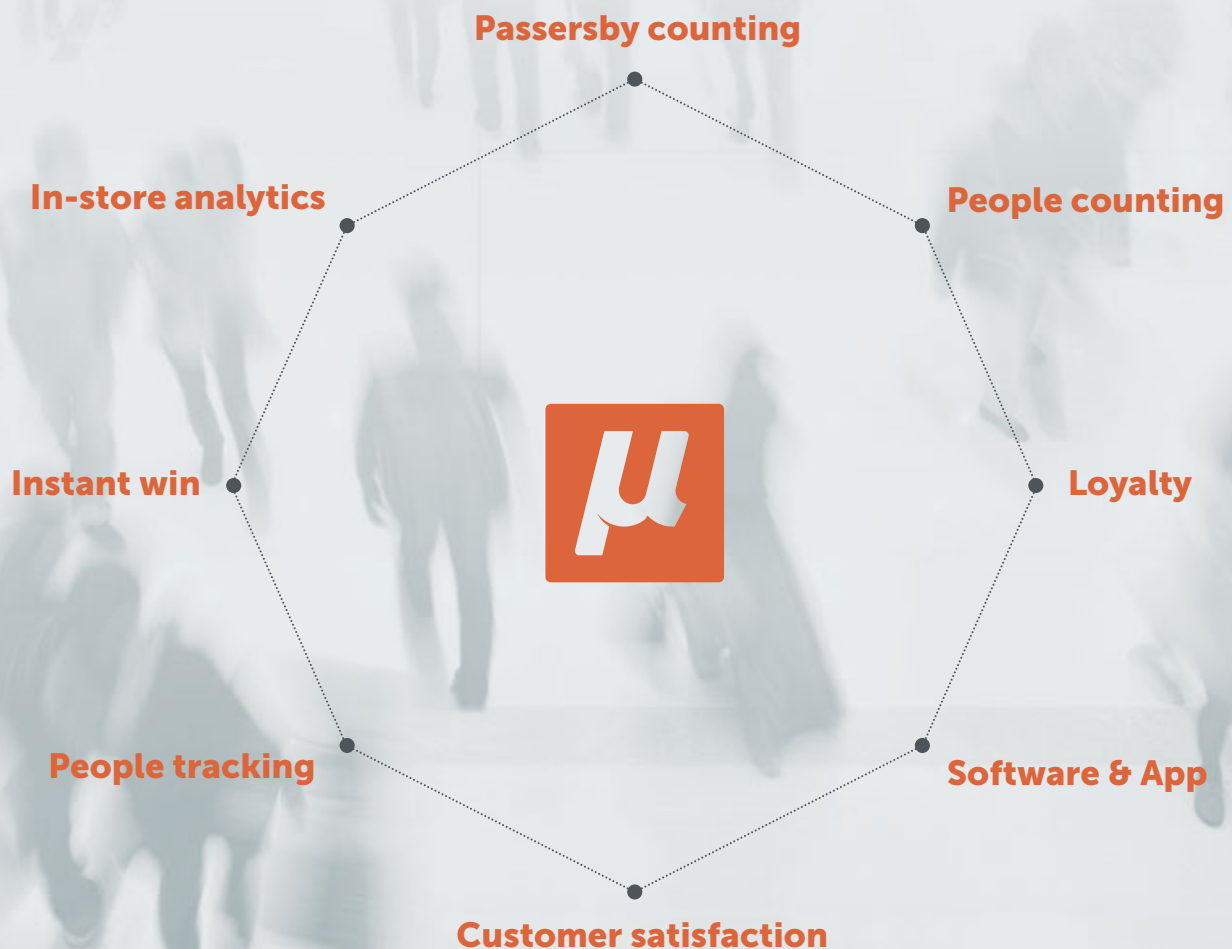 Passersby counting
In-store analytics
People counting
Instant win
µ
Loyalty
People tracking
Software & App
Customer satisfaction